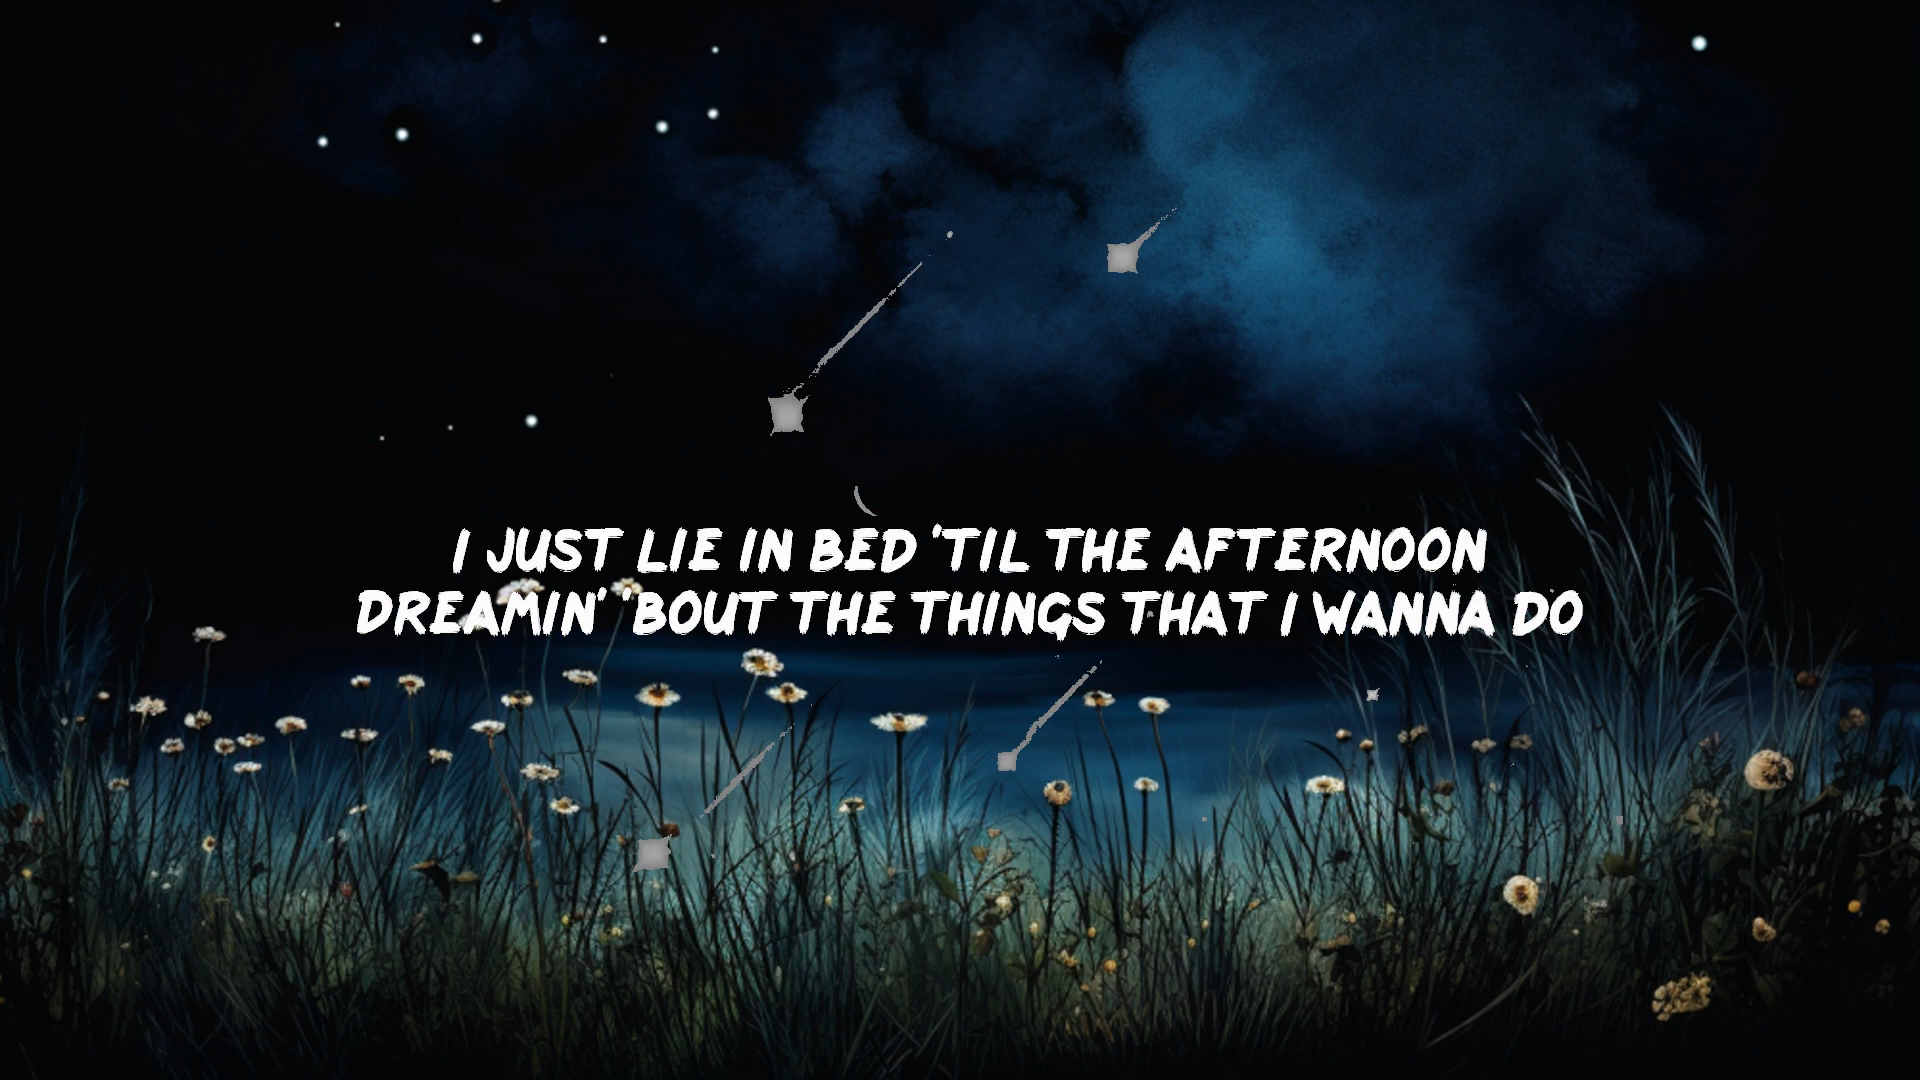 I JUST LIE IN BED 'TIL THE AFTERNOON
DREAMIN' 'BOUT THE THINGS THAT I WANNA DO